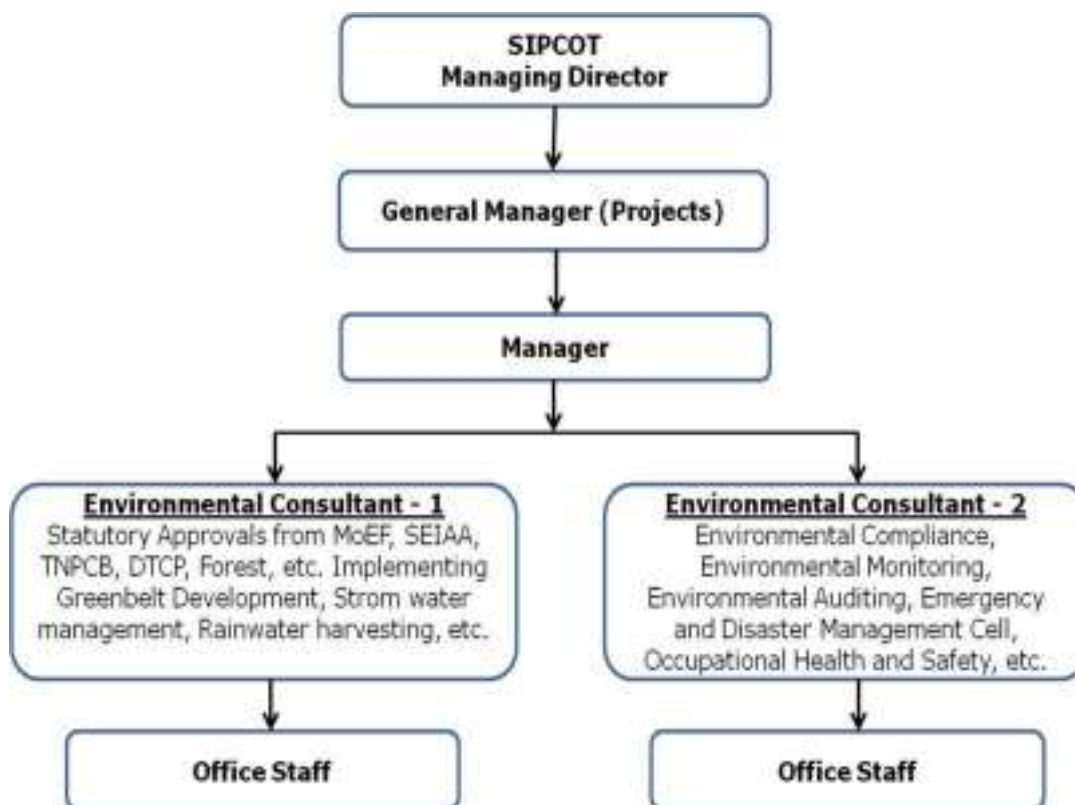 SIPCOT
Managing Director
General Manager (Projects)
Manager
Environmental Consultant - 1
Statutory Approvals from MoEF, SEIAA,
TNPCB, DTCP, Forest, etc. Implementing
Greenbelt Development, Strom water
management, Rainwater harvesting, etc.
Environmental Consultant - 2
Environmental Compliance,
Environmental Monitoring,
Environmental Auditing, Emergency
and Disaster Management Cell,
Occupational Health and Safety, etc.
Office Staff
Office Staff